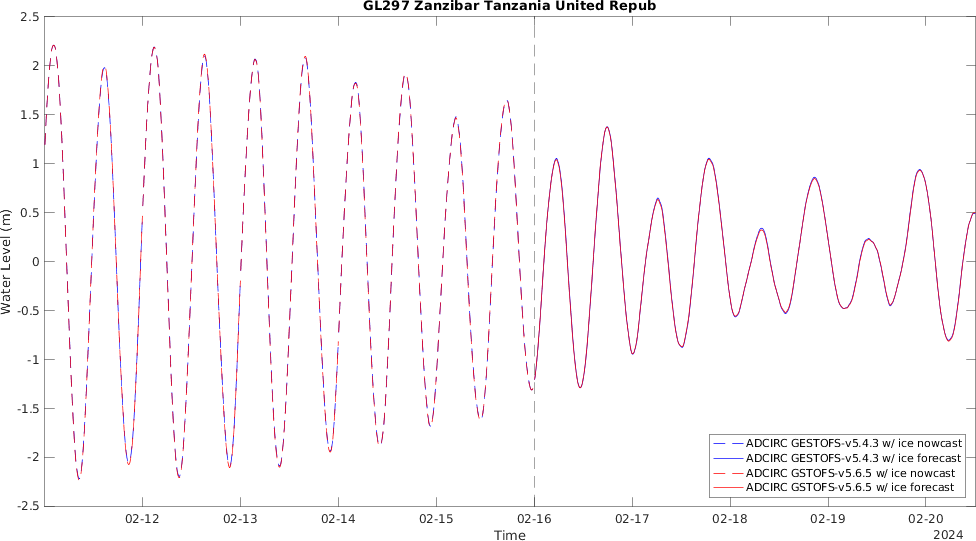 GL297 Zanzibar Tanzania United Repub
2.5
2
1.5
1
0.5
0
-0.5
-1
-1.5
-2
-2.5
Water Level (m)
ADCIRC GESTOFS-v5.4.3 w/ ice nowcast
ADCIRC GESTOFS-v5.4.3 w/ ice forecast
ADCIRC GSTOFS-v5.6.5 w/ ice nowcast
ADCIRC GSTOFS-v5.6.5 w/ ice forecast
02-12 02-13 02-14 02-15 02-16 02-17 02-18 02-19 02-20
Time
2024